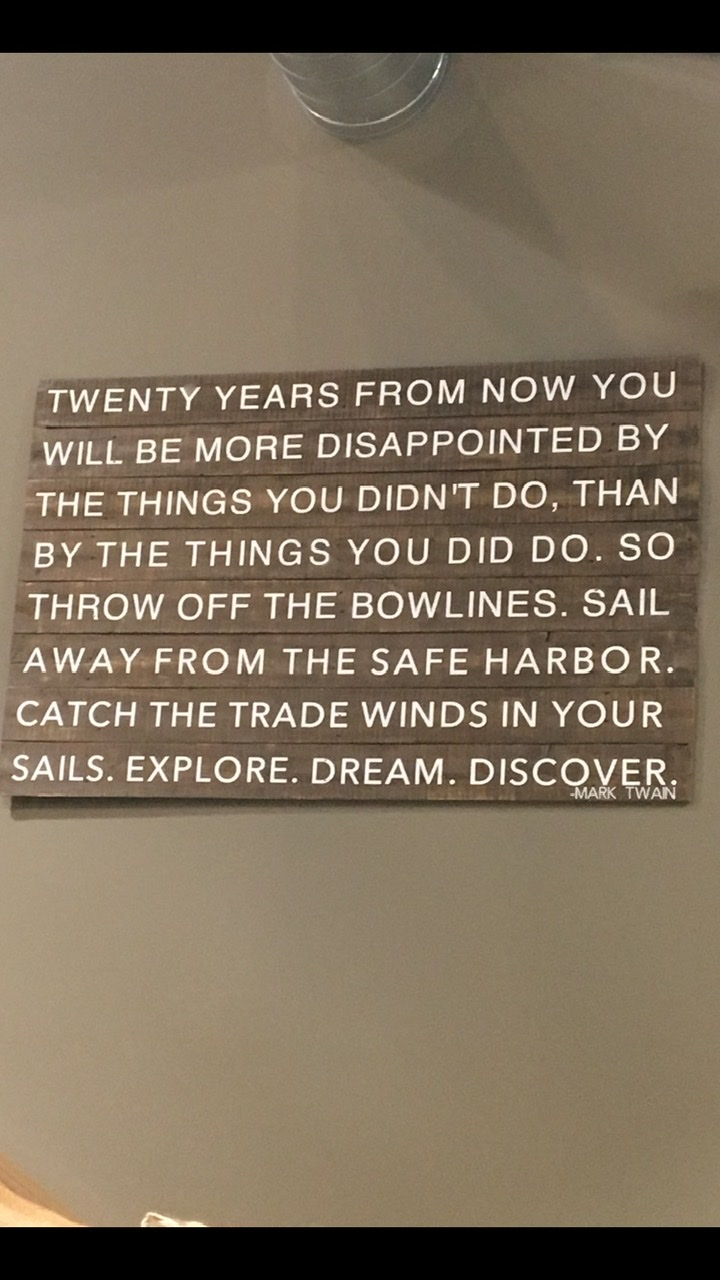 TWENTY YEARS FROM NOW YOU
WILL BE MORE DISAPPOINTED BY
THE THINGS YOU DIDN'T DO, THAN
BY THE THINGS YOU DID DO. SO
THROW OFF THE BOWLINES. SAIL
AWAY FROM THE SAFE HARBOR.
CATCH THE TRADE WINDS IN YOUR
SAILS. EXPLORE. DREAM. DISCOVER.
-MARK TWAIN